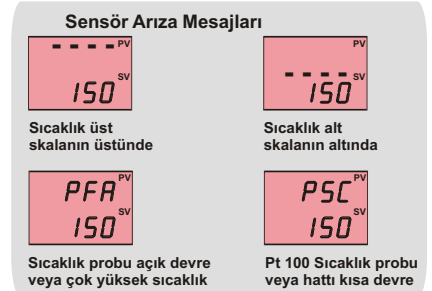 Sensör Arıza Mesajları
- - - - PV
SV
150
PV
- - - - SV
150
Sıcaklık üst
skalanın üstünde
Sıcaklık alt
skalanın altında
PFA PV
150 SV
PSC PV
150 SV
Sıcaklık probu açık devre
veya çok yüksek sıcaklık
Pt 100 Sıcaklık probu
veya hattı kısa devre